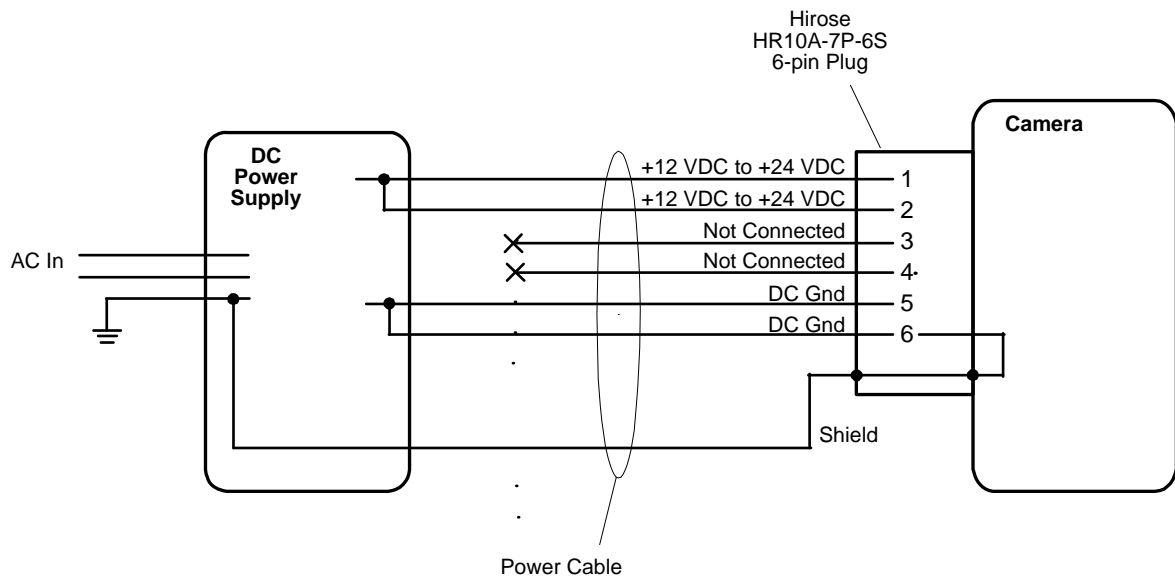 Hirose
HR10A-7P-6S
6-pin Plug
Camera
DC
Power
Supply
+12 VDC to +24 VDC
1
+12 VDC to +24 VDC
2
Not Connected
3
Not Connected
4
AC In
DC Gnd
5
DC Gnd
6
Shield
Power Cable